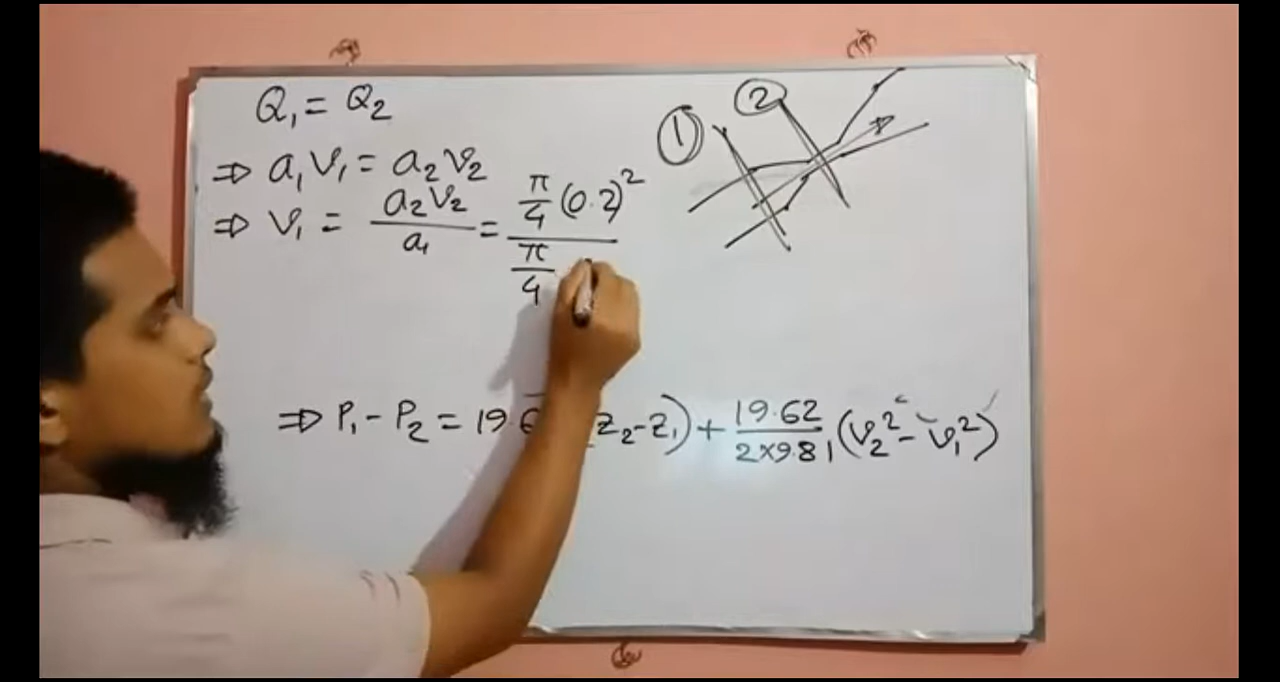 Q₁ = Q₂
⇒ a₁v₁ = a₂v₂
⇒ v₁ = a₂v₂/a₁ = π/4 (0.2)² / π/4
1 2
⇒ P₁ - P₂ = 19.6 z₂-z₁) + 19.62/2×9.81 (v₂² - v₁²)